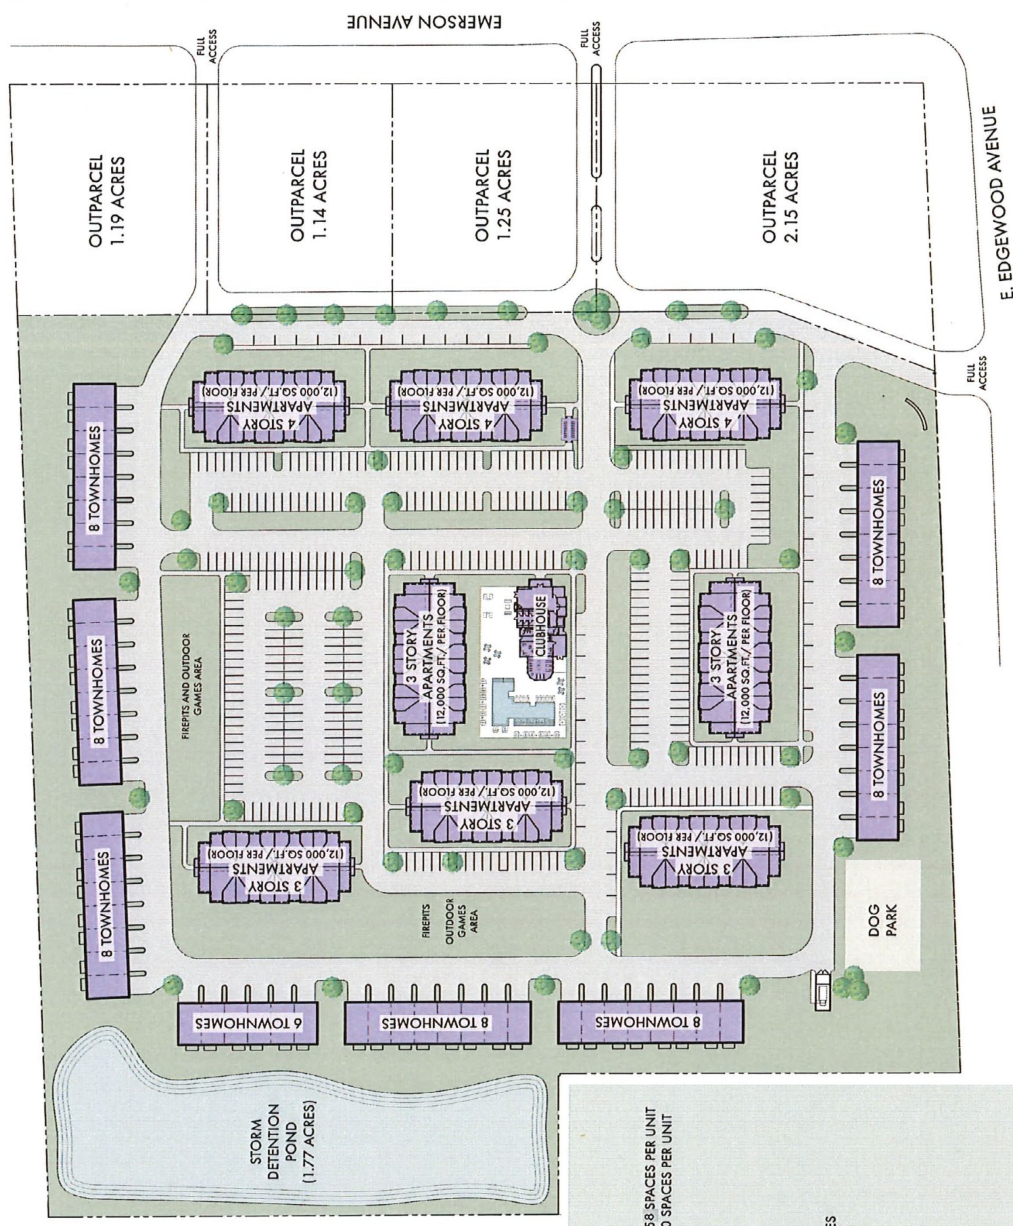 EMERSON AVENUE
FULL
ACCESS
FULL
ACCESS
OUTPARCEL
1.19 ACRES
OUTPARCEL
1.14 ACRES
OUTPARCEL
1.25 ACRES
OUTPARCEL
2.15 ACRES
E. EDGEWOOD AVENUE
FULL
ACCESS
4 STORY
APARTMENTS
(12,000 SQ.FT./ PER FLOOR)
4 STORY
APARTMENTS
(12,000 SQ.FT./ PER FLOOR)
4 STORY
APARTMENTS
(12,000 SQ.FT./ PER FLOOR)
8 TOWNHOMES
8 TOWNHOMES
8 TOWNHOMES
8 TOWNHOMES
8 TOWNHOMES
FIREPITS AND OUTDOOR
GAMES AREA
3 STORY
APARTMENTS
(12,000 SQ.FT./ PER FLOOR)
CLUBHOUSE
3 STORY
APARTMENTS
(12,000 SQ.FT./ PER FLOOR)
3 STORY
APARTMENTS
(12,000 SQ.FT./ PER FLOOR)
3 STORY
APARTMENTS
(12,000 SQ.FT./ PER FLOOR)
3 STORY
APARTMENTS
(12,000 SQ.FT./ PER FLOOR)
FIREPITS
OUTDOOR
GAMES
AREA
DOG
PARK
6 TOWNHOMES
8 TOWNHOMES
8 TOWNHOMES
STORM
DETENTION
POND
(1.77 ACRES)
58 SPACES PER UNIT
0 SPACES PER UNIT
ES